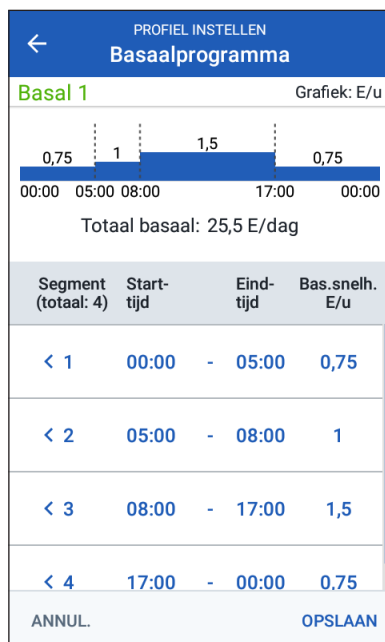 PROFIEL INSTELLEN
Basaalprogramma
Basal 1 Grafiek: E/u
0,75 1 1,5 0,75
00:00 05:00 08:00 17:00 00:00
Totaal basaal: 25,5 E/dag
Segment (totaal: 4) Start-tijd Eind-tijd Bas.snelh. E/u
< 1 00:00 - 05:00 0,75
< 2 05:00 - 08:00 1
< 3 08:00 - 17:00 1,5
< 4 17:00 - 00:00 0,75
ANNUL. OPSLAAN